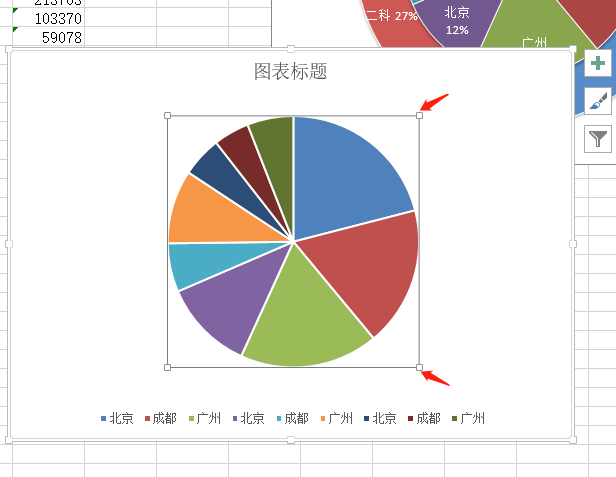 213703
103370
59078
二科 27%
北京
12%
广州
图表标题
北京 成都 广州 北京 成都 广州 北京 成都 广州